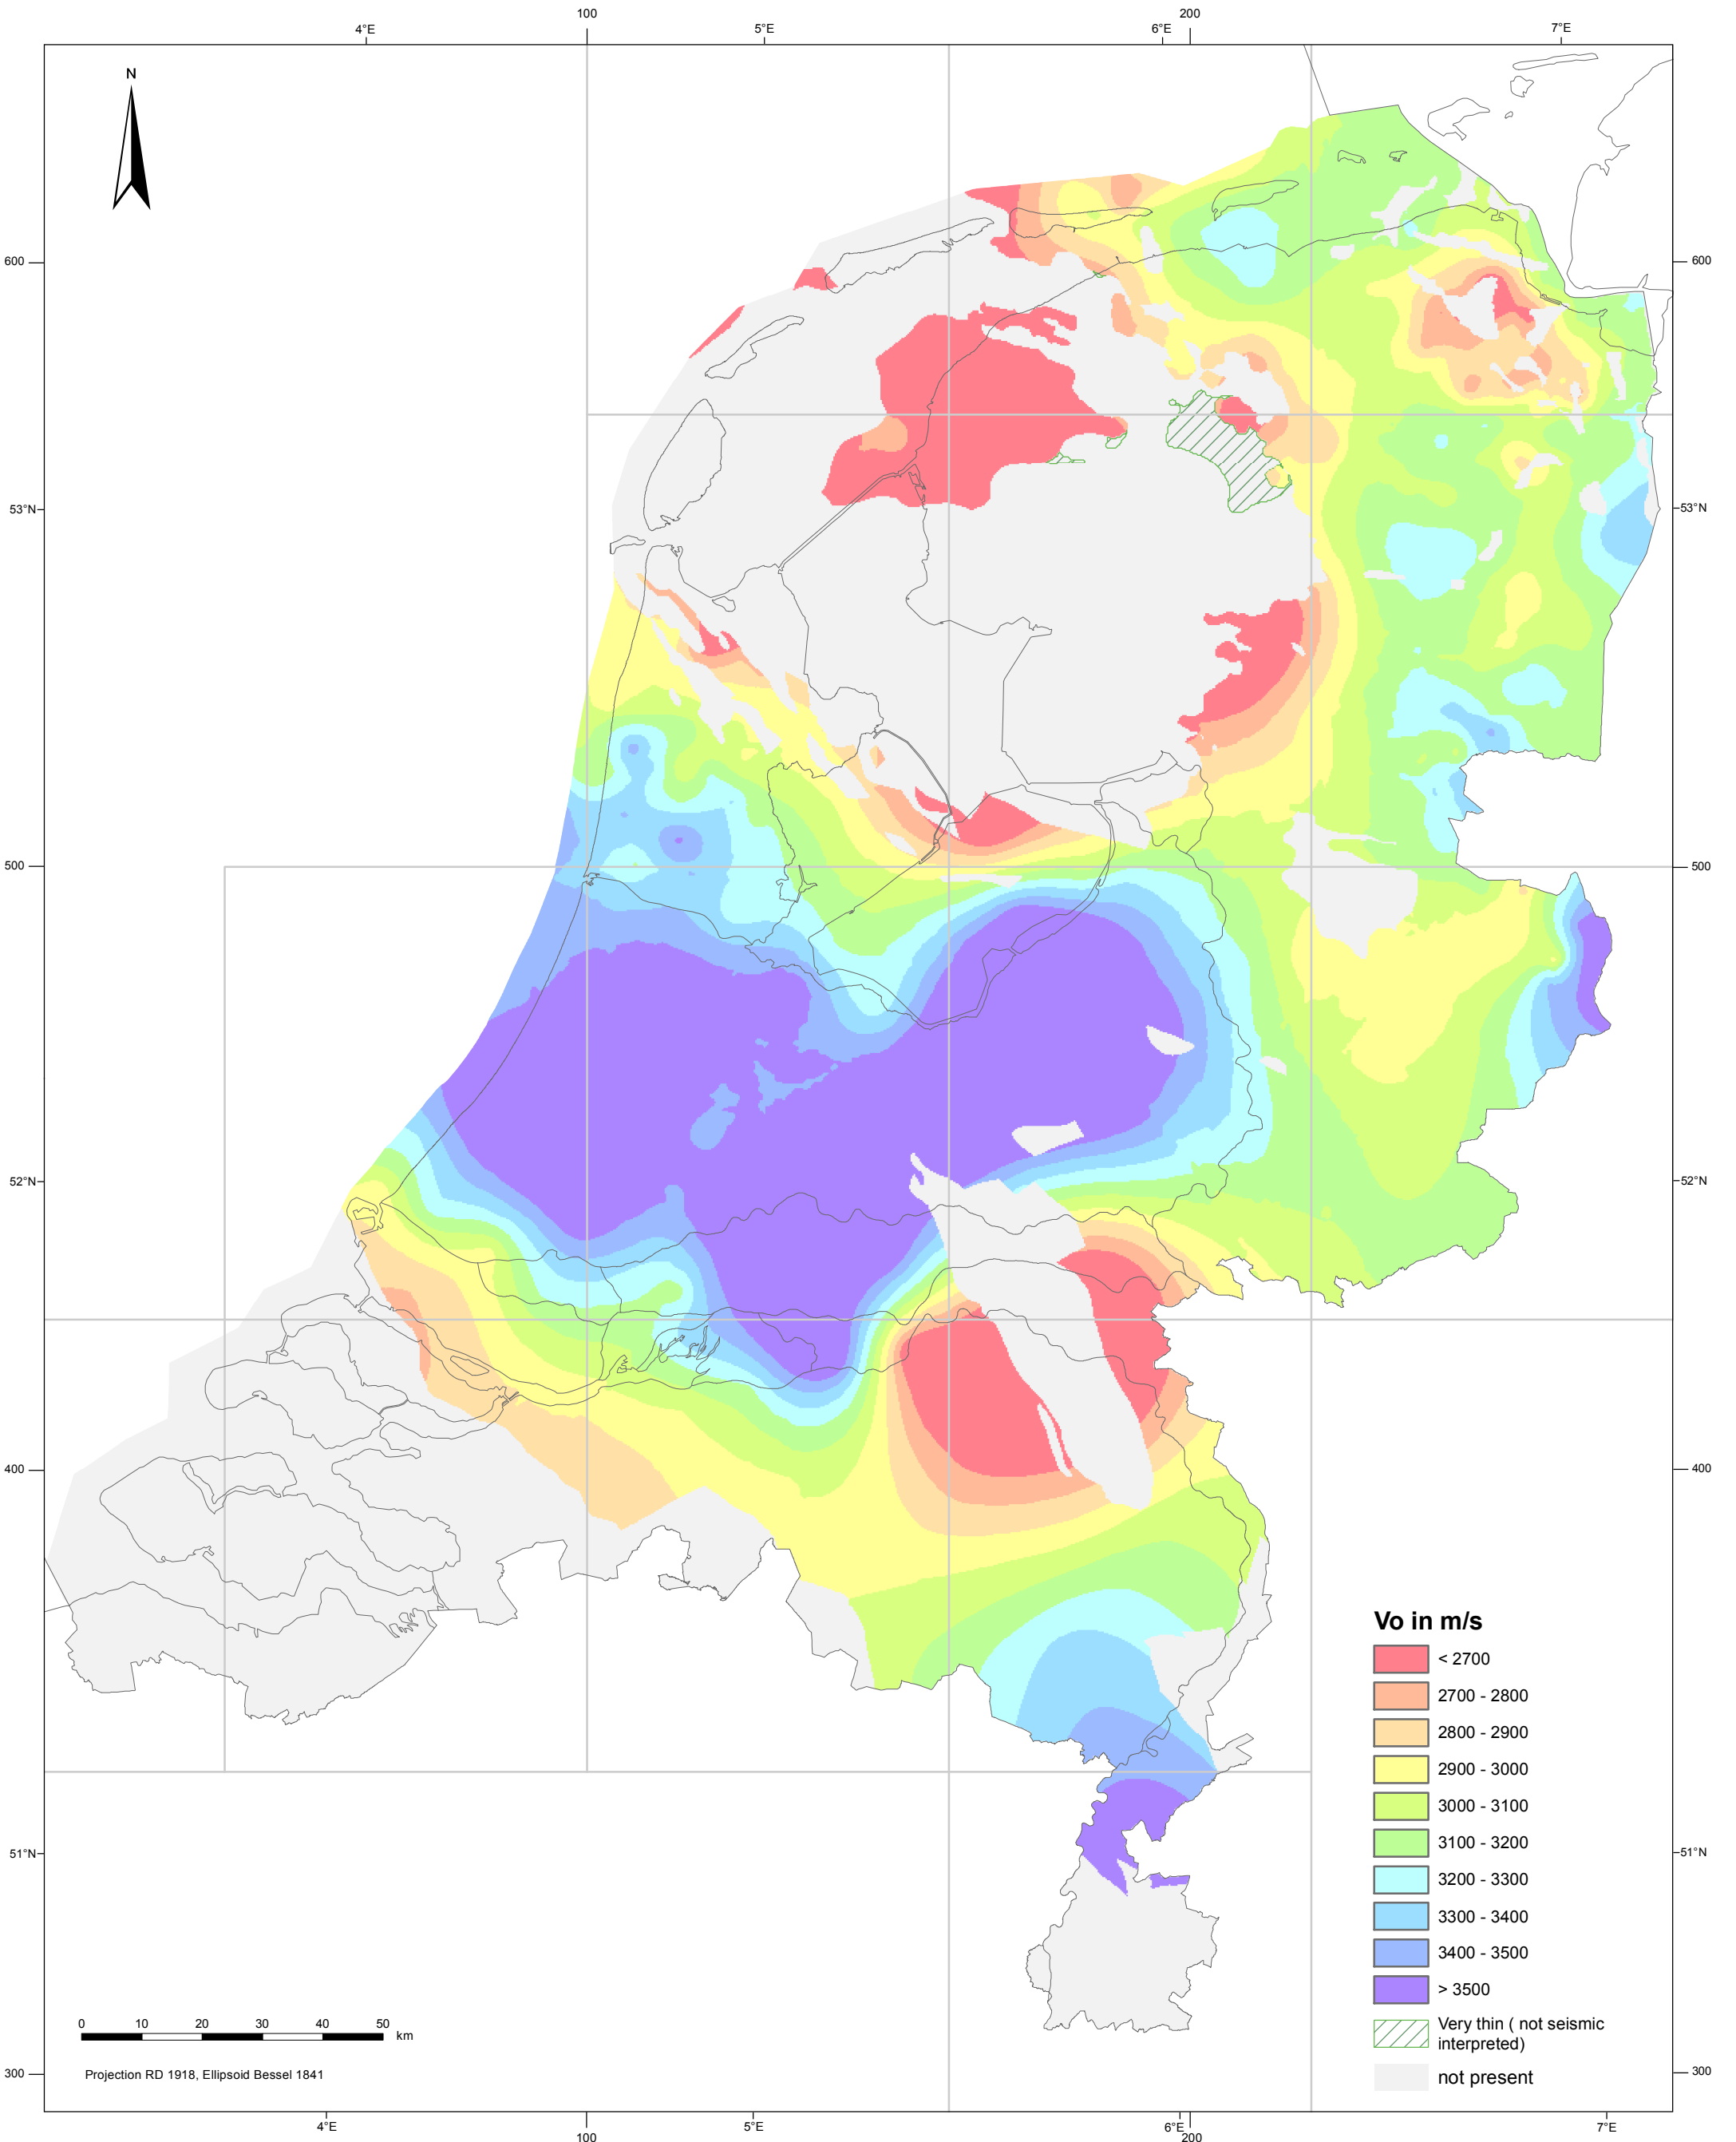 100
200
4°E
5°E
6°E
7°E
N
600
600
53°N
53°N
500
500
52°N
52°N
400
400
Vo in m/s
< 2700
2700 - 2800
2800 - 2900
2900 - 3000
3000 - 3100
3100 - 3200
3200 - 3300
3300 - 3400
3400 - 3500
> 3500
Very thin ( not seismic
interpreted)
not present
51°N
51°N
0 10 20 30 40 50
km
Projection RD 1918, Ellipsoid Bessel 1841
300
300
4°E
5°E
6°E
7°E
100
200